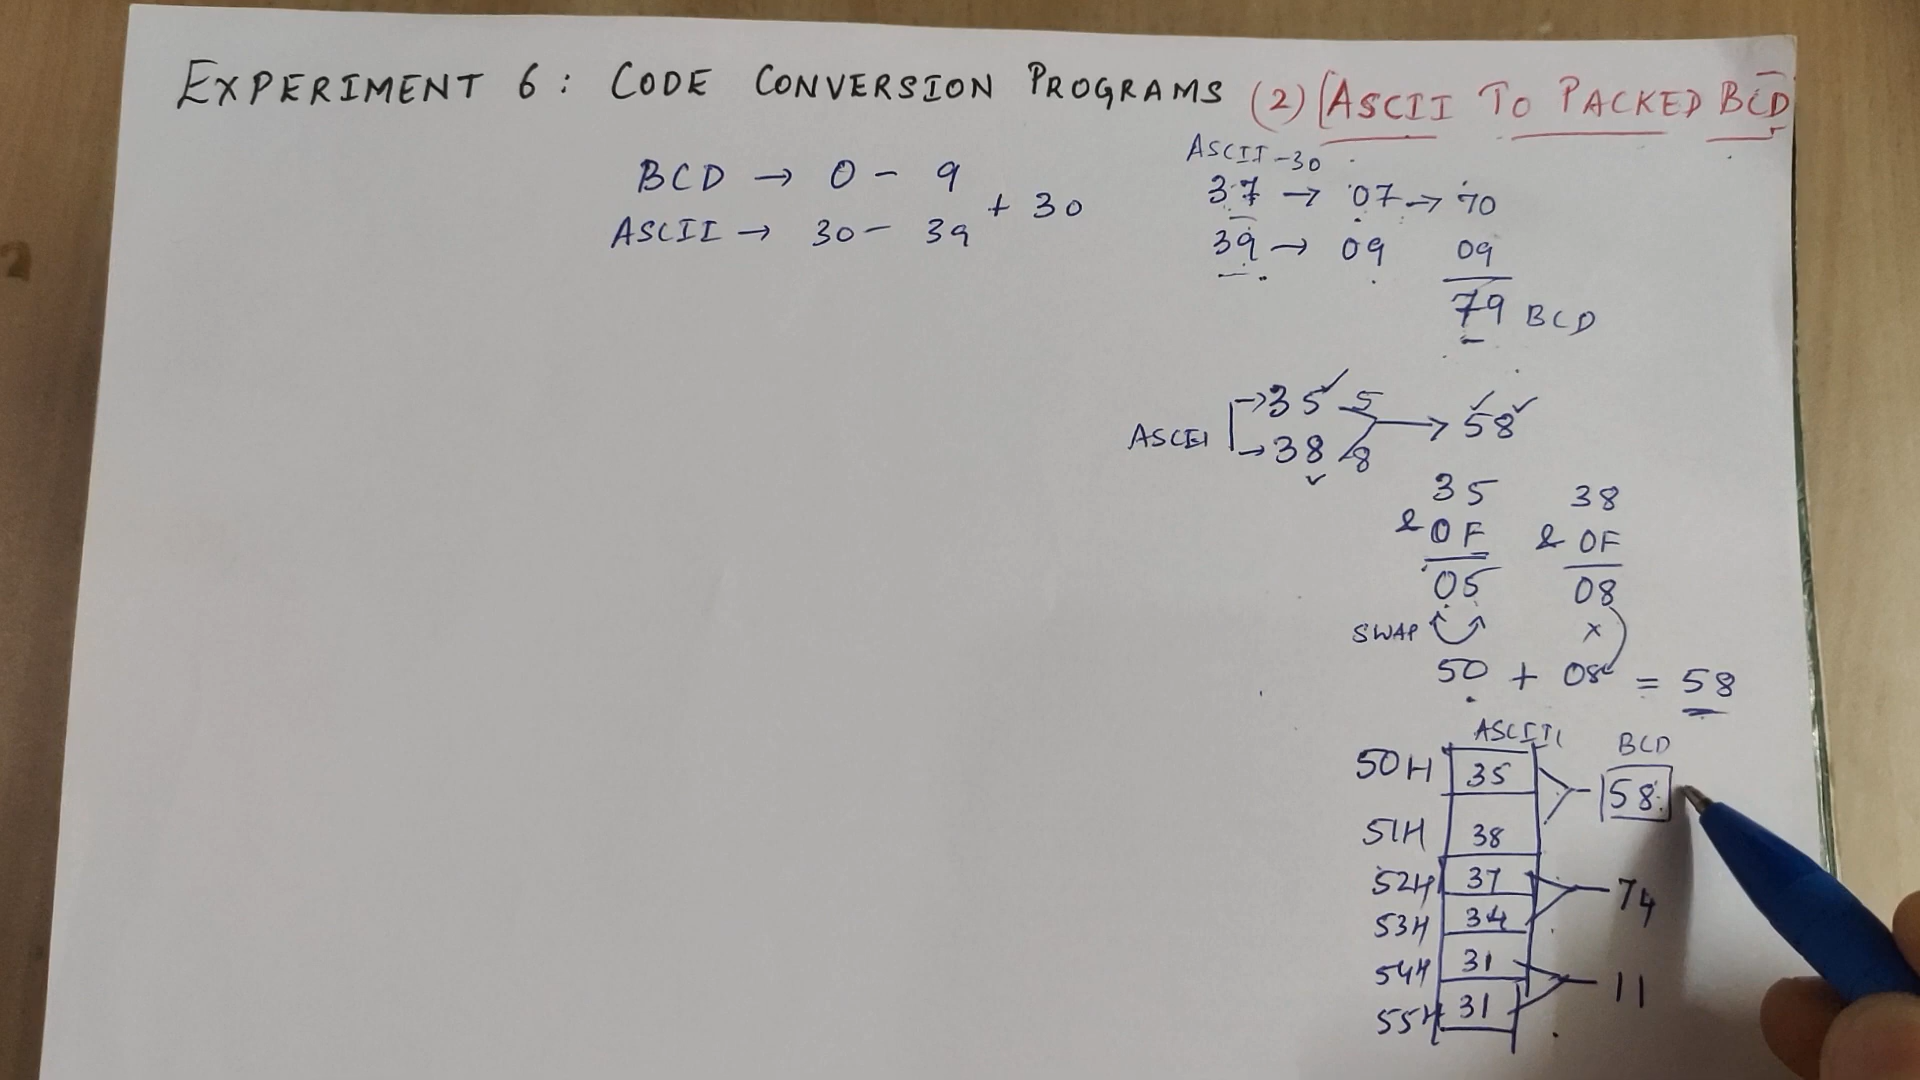 EXPERIMENT 6 : CODE CONVERSION PROGRAMS (2) [ASCII TO PACKED BCD
BCD → 0 - 9
ASCII → 30 - 39
+ 30
ASCII -30
37 → 07 → 70
39 → 09 09
79 BCD
ASCII → 35 5
→ 38 8 → 58
35 38
& 0F & 0F
05 08
SWAP X
50 + 08 = 58
ASCII BCD
50H 35 58
51H 38
52H 37 74
53H 34
54H 31 11
55H 31